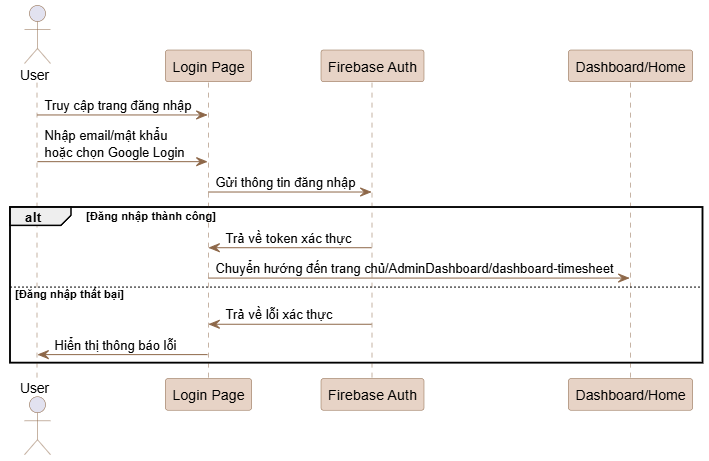 User
Login Page
Firebase Auth
Dashboard/Home
Truy cập trang đăng nhập
Nhập email/mật khẩu
hoặc chọn Google Login
Gửi thông tin đăng nhập
alt
[Đăng nhập thành công]
Trả về token xác thực
Chuyển hướng đến trang chủ/AdminDashboard/dashboard-timesheet
[Đăng nhập thất bại]
Trả về lỗi xác thực
Hiển thị thông báo lỗi
User
Login Page
Firebase Auth
Dashboard/Home